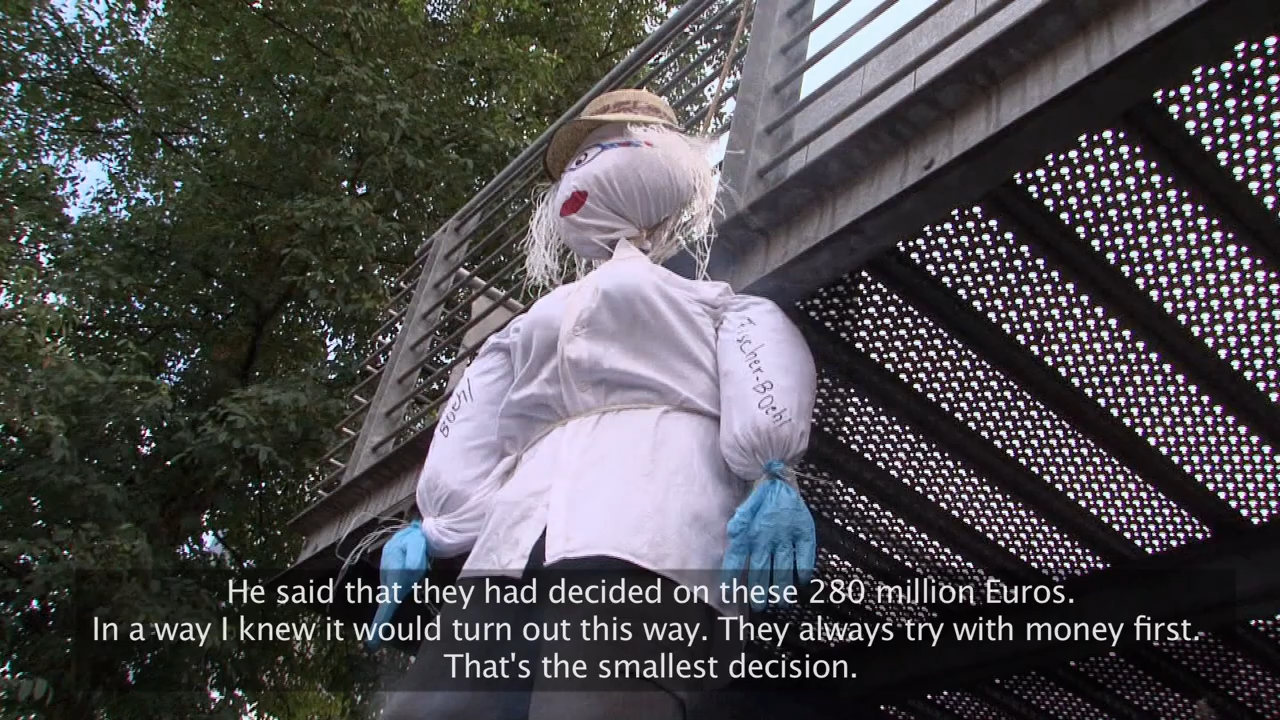 Boehl
Fischer-Boehl
He said that they had decided on these 280 million Euros.
In a way I knew it would turn out this way. They always try with money first.
That's the smallest decision.